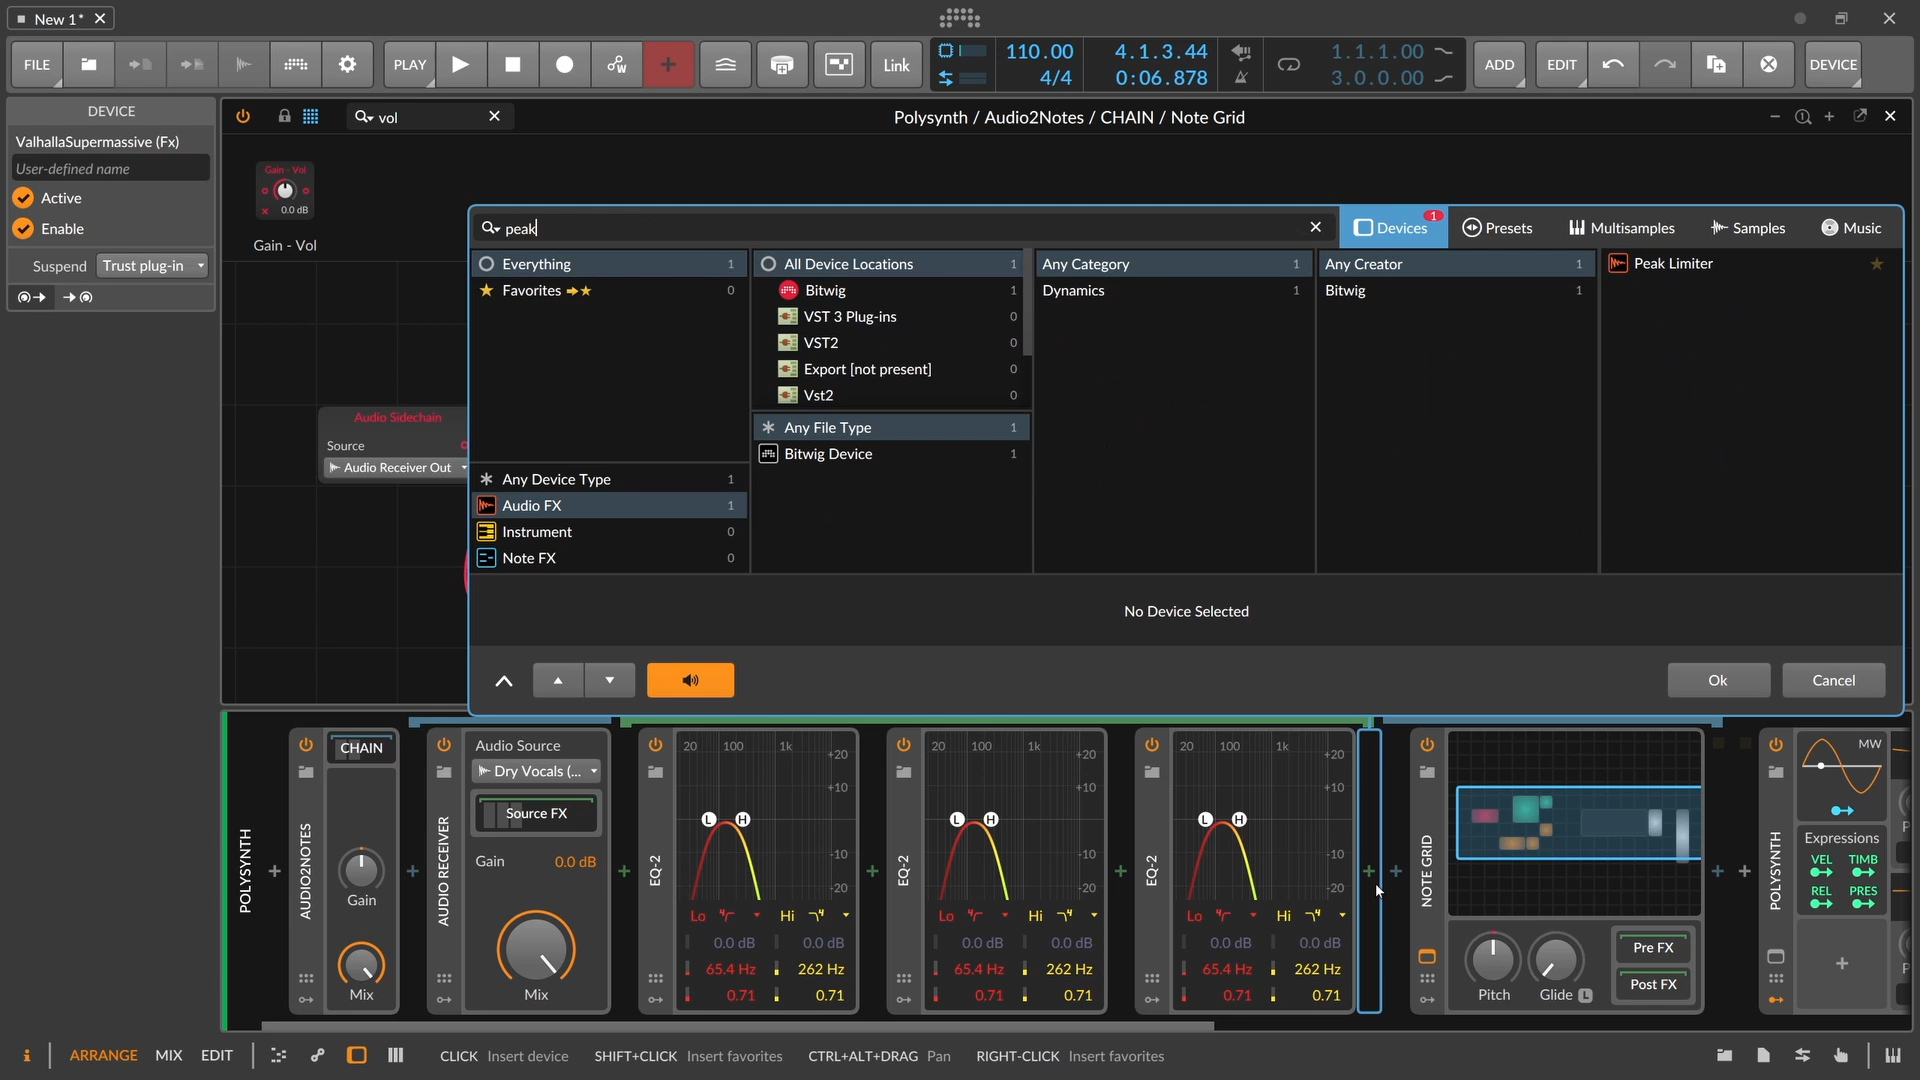 New 1*
FILE
PLAY
Link
110.00
4/4
4.1.3.44
0:06.878
1.1.1.00
3.0.0.00
ADD
EDIT
DEVICE
DEVICE
ValhallaSupermassive (Fx)
User-defined name
Active
Enable
Suspend
Trust plug-in
vol
Polysynth / Audio2Notes / CHAIN / Note Grid
Gain - Vol
0.0 dB
Gain - Vol
Audio Sidechain
Source
Audio Receiver Out
peak
Devices
1
Presets
Multisamples
Samples
Music
Everything 1
Favorites 0
Any Device Type 1
Audio FX 1
Instrument 0
Note FX 0
All Device Locations 1
Bitwig 1
VST 3 Plug-ins 0
VST2 0
Export [not present] 0
Vst2 0
Any File Type 1
Bitwig Device 1
Any Category 1
Dynamics 1
Any Creator 1
Bitwig 1
Peak Limiter
No Device Selected
Ok
Cancel
POLYSYNTH
AUDIO2NOTES
CHAIN
Gain
Mix
AUDIO RECEIVER
Audio Source
Dry Vocals (...
Source FX
Gain 0.0 dB
Mix
EQ-2
20 100 1k
+20
+10
-10
-20
L H
Lo Hi
0.0 dB 0.0 dB
65.4 Hz 262 Hz
0.71 0.71
EQ-2
20 100 1k
+20
+10
-10
-20
L H
Lo Hi
0.0 dB 0.0 dB
65.4 Hz 262 Hz
0.71 0.71
EQ-2
20 100 1k
+20
+10
-10
-20
L H
Lo Hi
0.0 dB 0.0 dB
65.4 Hz 262 Hz
0.71 0.71
NOTE GRID
Pitch
Glide L
Pre FX
Post FX
POLYSYNTH
MW
Expressions
VEL TIMB
REL PRES
i
ARRANGE
MIX
EDIT
CLICK Insert device
SHIFT+CLICK Insert favorites
CTRL+ALT+DRAG Pan
RIGHT-CLICK Insert favorites